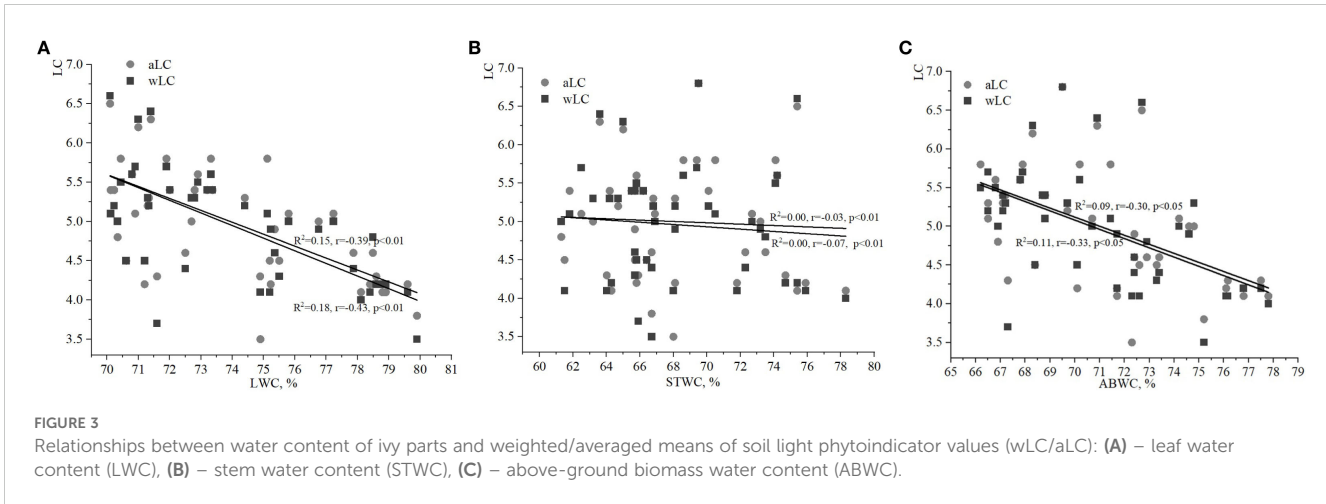 A
LC
aLC
wLC
7.0
6.5
6.0
5.5
5.0
4.5
4.0
3.5
R²=0.15, r=-0.39, p<0.01
R²=0.18, r=-0.43, p<0.01
70 71 72 73 74 75 76 77 78 79 80 81
LWC, %
B
LC
aLC
wLC
7.0
6.5
6.0
5.5
5.0
4.5
4.0
3.5
R²=0.00, r=-0.03, p<0.01
R²=0.00, r=-0.07, p<0.01
60 62 64 66 68 70 72 74 76 78 80
STWC, %
C
LC
aLC
wLC
7.0
6.5
6.0
5.5
5.0
4.5
4.0
3.5
R²=0.09, r=-0.30, p<0.05
R²=0.11, r=-0.33, p<0.05
65 66 67 68 69 70 71 72 73 74 75 76 77 78 79
ABWC, %
FIGURE 3
Relationships between water content of ivy parts and weighted/averaged means of soil light phytoindicator values (wLC/aLC): (A) – leaf water
content (LWC), (B) – stem water content (STWC), (C) – above-ground biomass water content (ABWC).